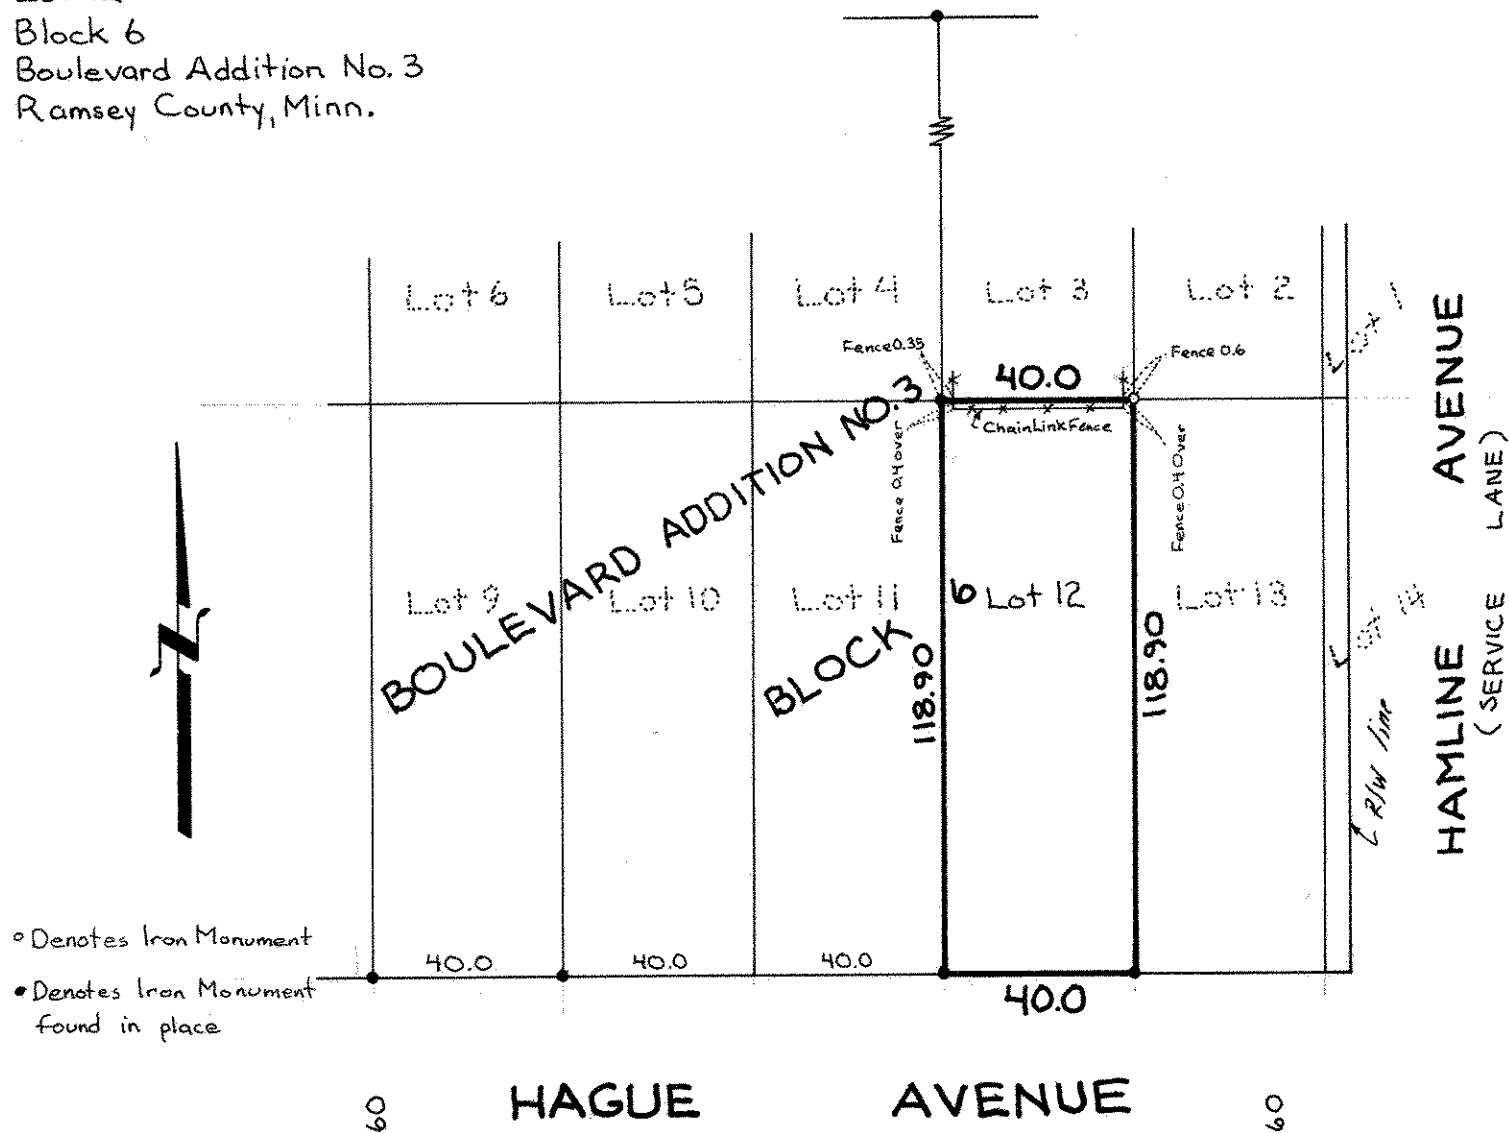 Block 6
Boulevard Addition No. 3
Ramsey County, Minn.
Lot 6
Lot 5
Lot 4
Lot 3
Lot 2
Lot 1
Fence 0.35
40.0
Fence 0.6
Chain Link Fence
Fence 0.4 over
Fence 0.4 Over
BOULEVARD ADDITION NO. 3
Lot 9
Lot 10
Lot 11
BLOCK 6
Lot 12
Lot 13
Lot 14
118.90
118.90
R/W line
HAMLINE AVENUE
(SERVICE LANE)
Denotes Iron Monument
Denotes Iron Monument
found in place
40.0
40.0
40.0
40.0
HAGUE AVENUE
60
60